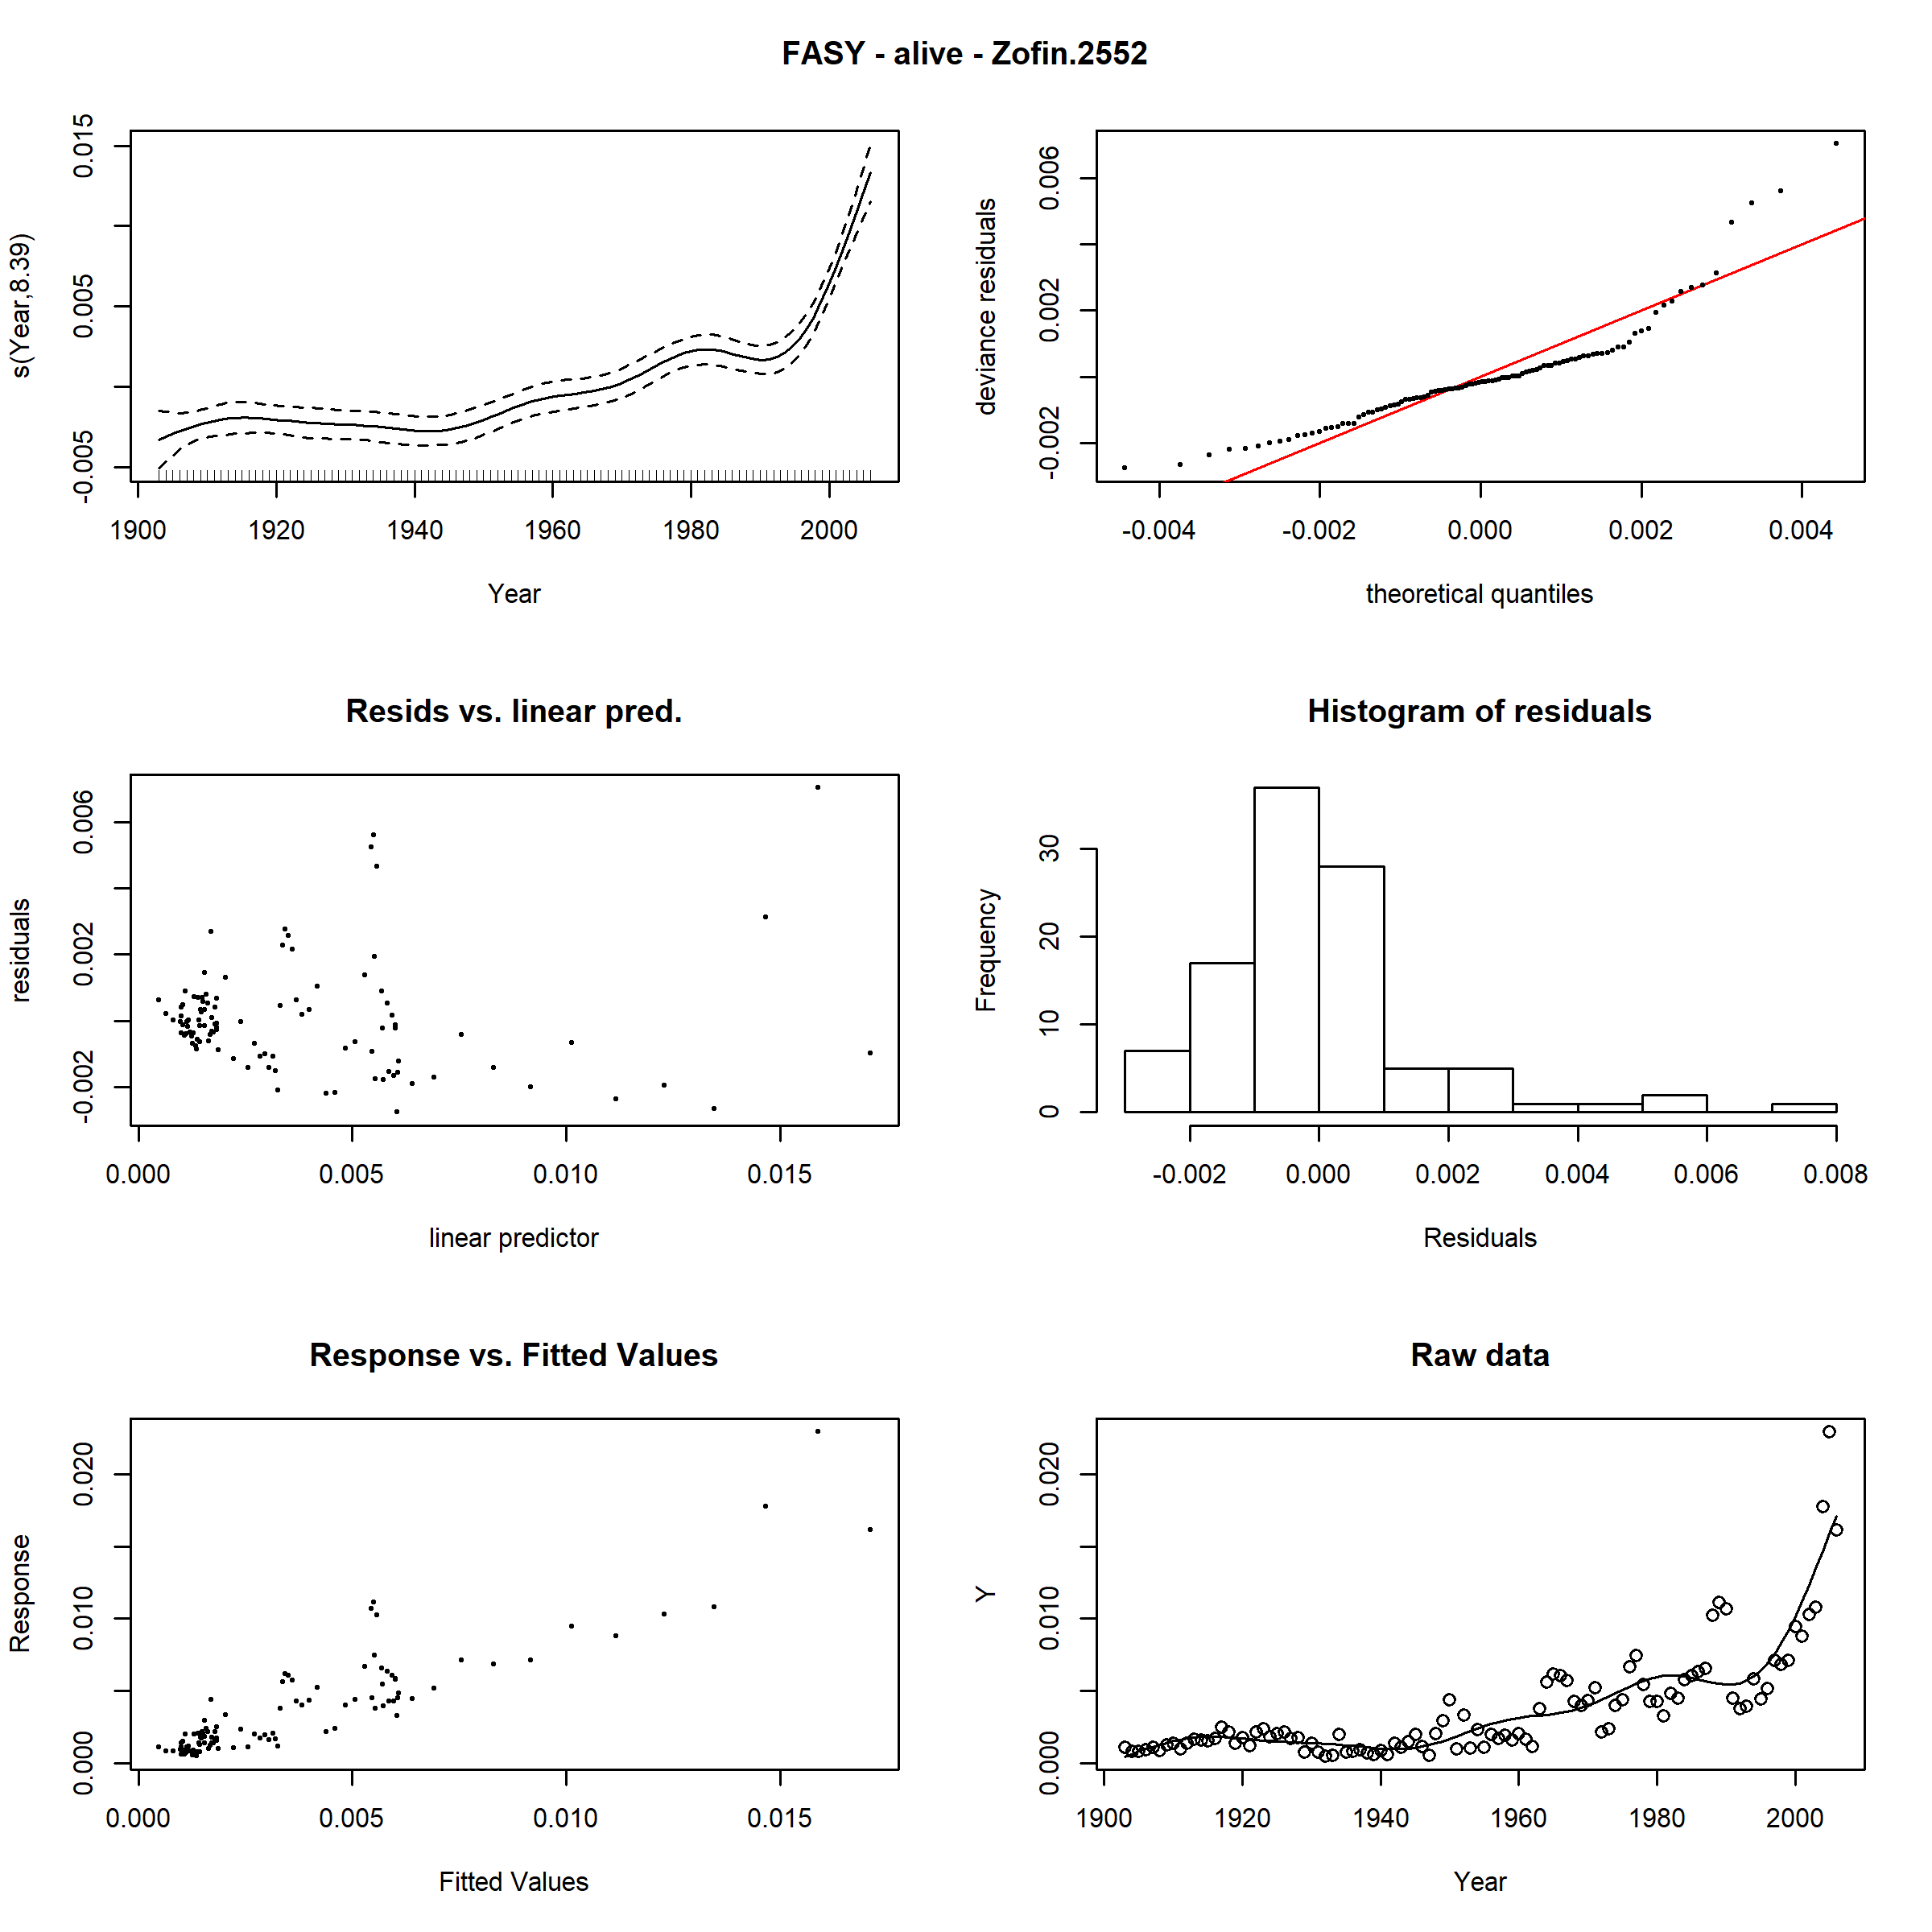 FASY - alive - Zofin.2552
s(Year,8.39)
-0.005 0.005 0.015
1900 1920 1940 1960 1980 2000
Year
deviance residuals
-0.002 0.002 0.006
-0.004 -0.002 0.000 0.002 0.004
theoretical quantiles
Resids vs. linear pred.
residuals
-0.002 0.002 0.006
0.000 0.005 0.010 0.015
linear predictor
Histogram of residuals
Frequency
0 10 20 30
-0.002 0.000 0.002 0.004 0.006 0.008
Residuals
Response vs. Fitted Values
Response
0.000 0.010 0.020
0.000 0.005 0.010 0.015
Fitted Values
Raw data
Y
0.000 0.010 0.020
1900 1920 1940 1960 1980 2000
Year